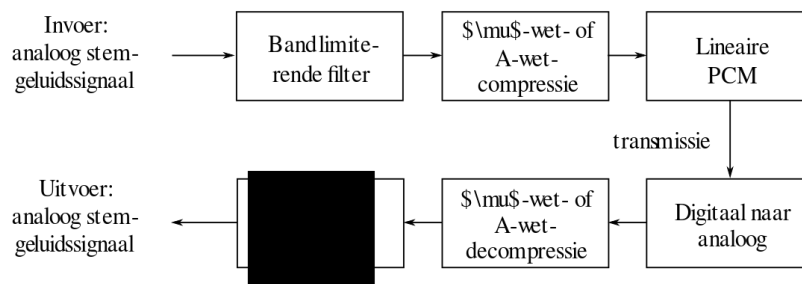 Invoer:
analoog stem-
geluidssignaal
Bandlimite-
rende filter
$\mu$-wet- of
A-wet-
compressie
Lineaire
PCM
transmissie
Uitvoer:
analoog stem-
geluidssignaal
$\mu$-wet- of
A-wet-
decompressie
Digitaal naar
analoog